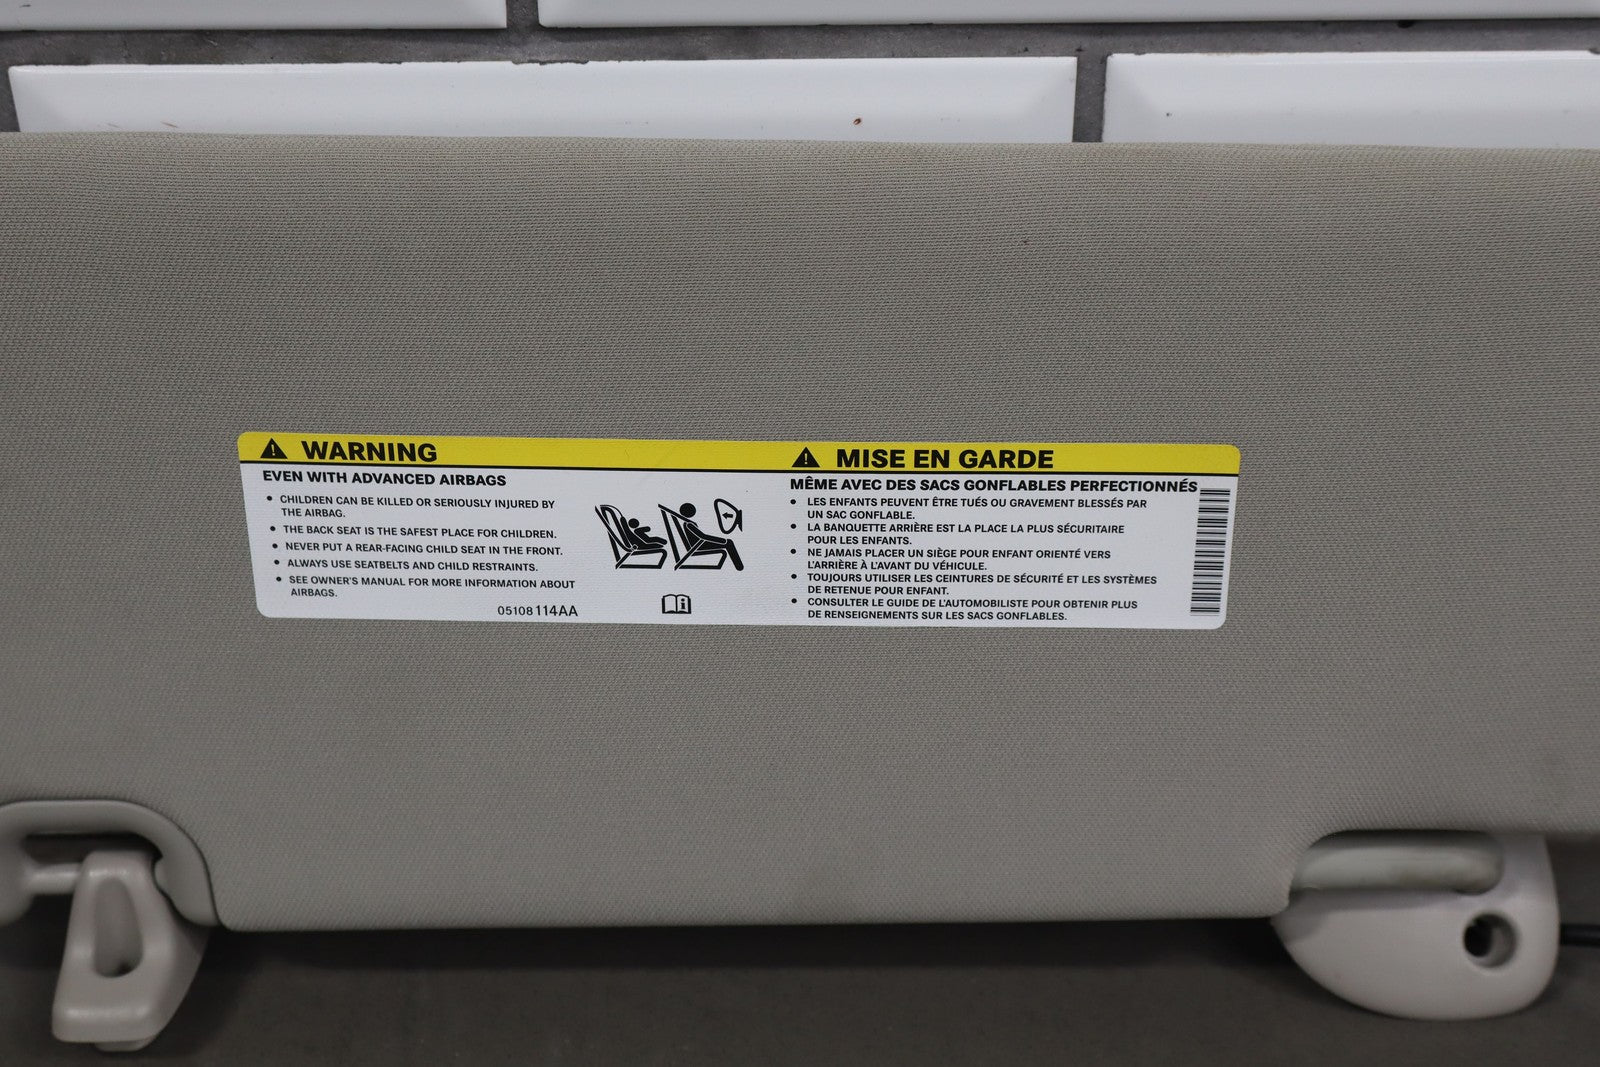 WARNING
EVEN WITH ADVANCED AIRBAGS
• CHILDREN CAN BE KILLED OR SERIOUSLY INJURED BY
THE AIRBAG.
• THE BACK SEAT IS THE SAFEST PLACE FOR CHILDREN.
• NEVER PUT A REAR-FACING CHILD SEAT IN THE FRONT.
• ALWAYS USE SEATBELTS AND CHILD RESTRAINTS.
• SEE OWNER'S MANUAL FOR MORE INFORMATION ABOUT
AIRBAGS.
05108114AA
MISE EN GARDE
MÊME AVEC DES SACS GONFLABLES PERFECTIONNÉS
• LES ENFANTS PEUVENT ÊTRE TUÉS OU GRAVEMENT BLESSÉS PAR
UN SAC GONFLABLE.
• LA BANQUETTE ARRIÈRE EST LA PLACE LA PLUS SÉCURITAIRE
POUR LES ENFANTS.
• NE JAMAIS PLACER UN SIÈGE POUR ENFANT ORIENTÉ VERS
L'ARRIÈRE À L'AVANT DU VÉHICULE.
• TOUJOURS UTILISER LES CEINTURES DE SÉCURITÉ ET LES SYSTÈMES
DE RETENUE POUR ENFANT.
• CONSULTER LE GUIDE DE L'AUTOMOBILISTE POUR OBTENIR PLUS
DE RENSEIGNEMENTS SUR LES SACS GONFLABLES.